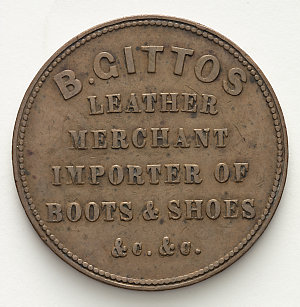 B. GITTOS
LEATHER
MERCHANT
IMPORTER OF
BOOTS & SHOES
&c. &c.